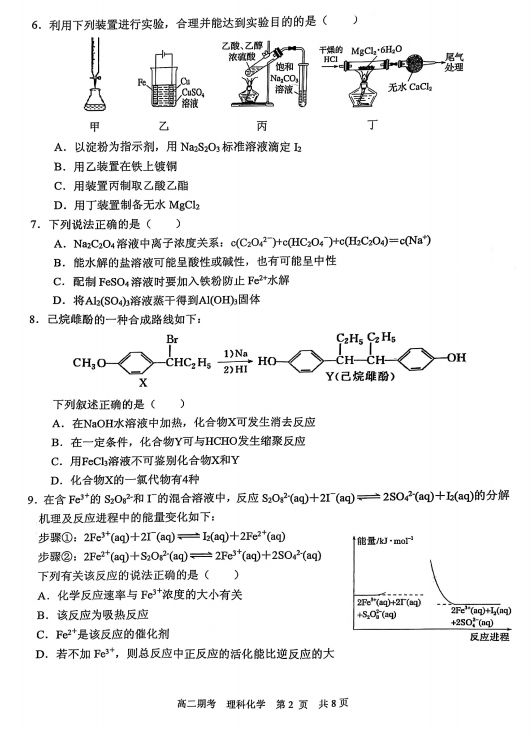 6．利用下列装置进行实验，合理并能达到实验目的的是（　　）
Fe Cu CuSO₄ 溶液
乙酸、乙醇 浓硫酸 饱和 Na₂CO₃ 溶液
干燥的 HCl MgCl₂·6H₂O 无水 CaCl₂ 尾气 处理
甲 乙 丙 丁
A．以淀粉为指示剂，用 Na₂S₂O₃ 标准溶液滴定 I₂
B．用乙装置在铁上镀铜
C．用装置丙制取乙酸乙酯
D．用丁装置制备无水 MgCl₂
7．下列说法正确的是（　　）
A．Na₂C₂O₄ 溶液中离子浓度关系：c(C₂O₄²⁻)+c(HC₂O₄⁻)+c(H₂C₂O₄)=c(Na⁺)
B．能水解的盐溶液可能呈酸性或碱性，也有可能呈中性
C．配制 FeSO₄ 溶液时要加入铁粉防止 Fe²⁺水解
D．将Al₂(SO₄)₃溶液蒸干得到Al(OH)₃固体
8．己烷雌酚的一种合成路线如下：
CH₃O Br CHC₂H₅ X
1)Na
2)HI
HO C₂H₅ C₂H₅ CH—CH OH
Y(己烷雌酚)
下列叙述正确的是（　　）
A．在NaOH水溶液中加热，化合物X可发生消去反应
B．在一定条件，化合物Y可与HCHO发生缩聚反应
C．用FeCl₃溶液不可鉴别化合物X和Y
D．化合物X的一氯代物有4种
9．在含 Fe³⁺的 S₂O₈²⁻和 I⁻的混合溶液中，反应 S₂O₈²⁻(aq)+2I⁻(aq)⇌2SO₄²⁻(aq)+I₂(aq)的分解
机理及反应进程中的能量变化如下：
步骤①：2Fe³⁺(aq)+2I⁻(aq)⇌I₂(aq)+2Fe²⁺(aq)
步骤②：2Fe²⁺(aq)+S₂O₈²⁻(aq)⇌2Fe³⁺(aq)+2SO₄²⁻(aq)
下列有关该反应的说法正确的是（　　）
A．化学反应速率与 Fe³⁺浓度的大小有关
B．该反应为吸热反应
C．Fe²⁺是该反应的催化剂
D．若不加 Fe³⁺，则总反应中正反应的活化能比逆反应的大
能量/kJ·mol⁻¹
2Fe³⁺(aq)+2I⁻(aq)
+S₂O₈²⁻(aq)
2Fe³⁺(aq)+I₂(aq)
+2SO₄²⁻(aq)
反应进程
高二期考　理科化学　第 2 页　共 8 页